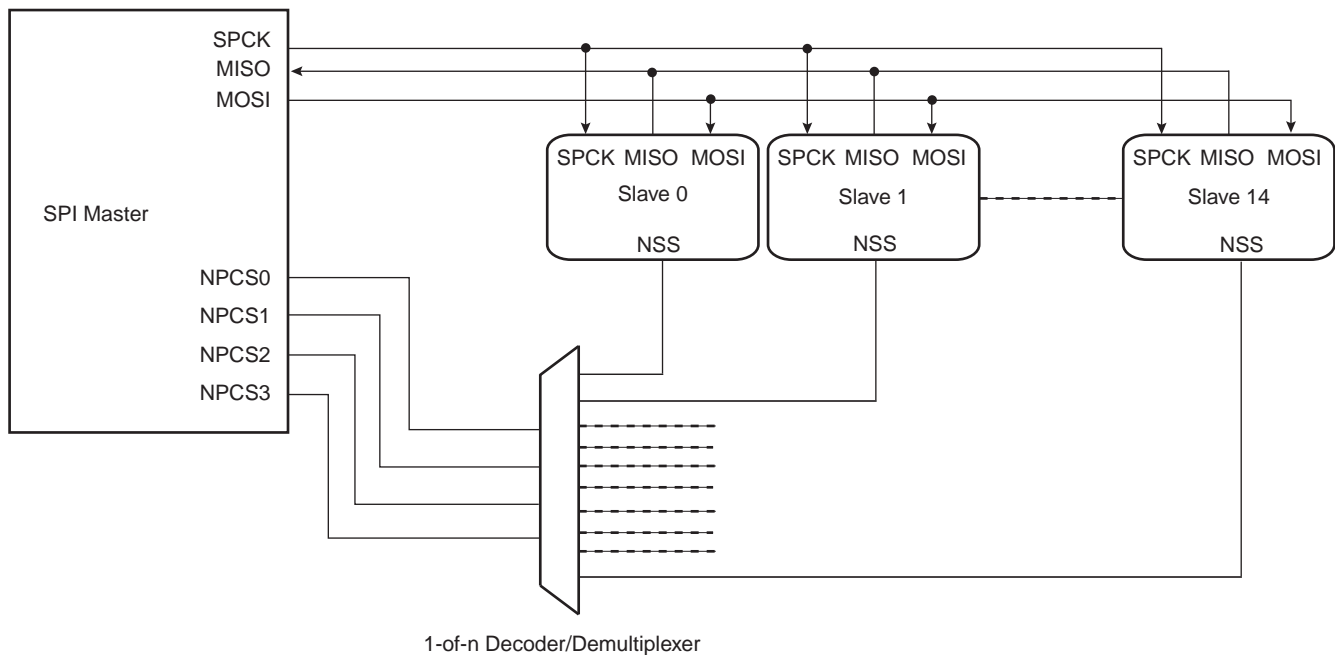 SPCK
MISO
MOSI
SPI Master
NPCS0
NPCS1
NPCS2
NPCS3
SPCK MISO MOSI
Slave 0
NSS
SPCK MISO MOSI
Slave 1
NSS
SPCK MISO MOSI
Slave 14
NSS
1-of-n Decoder/Demultiplexer